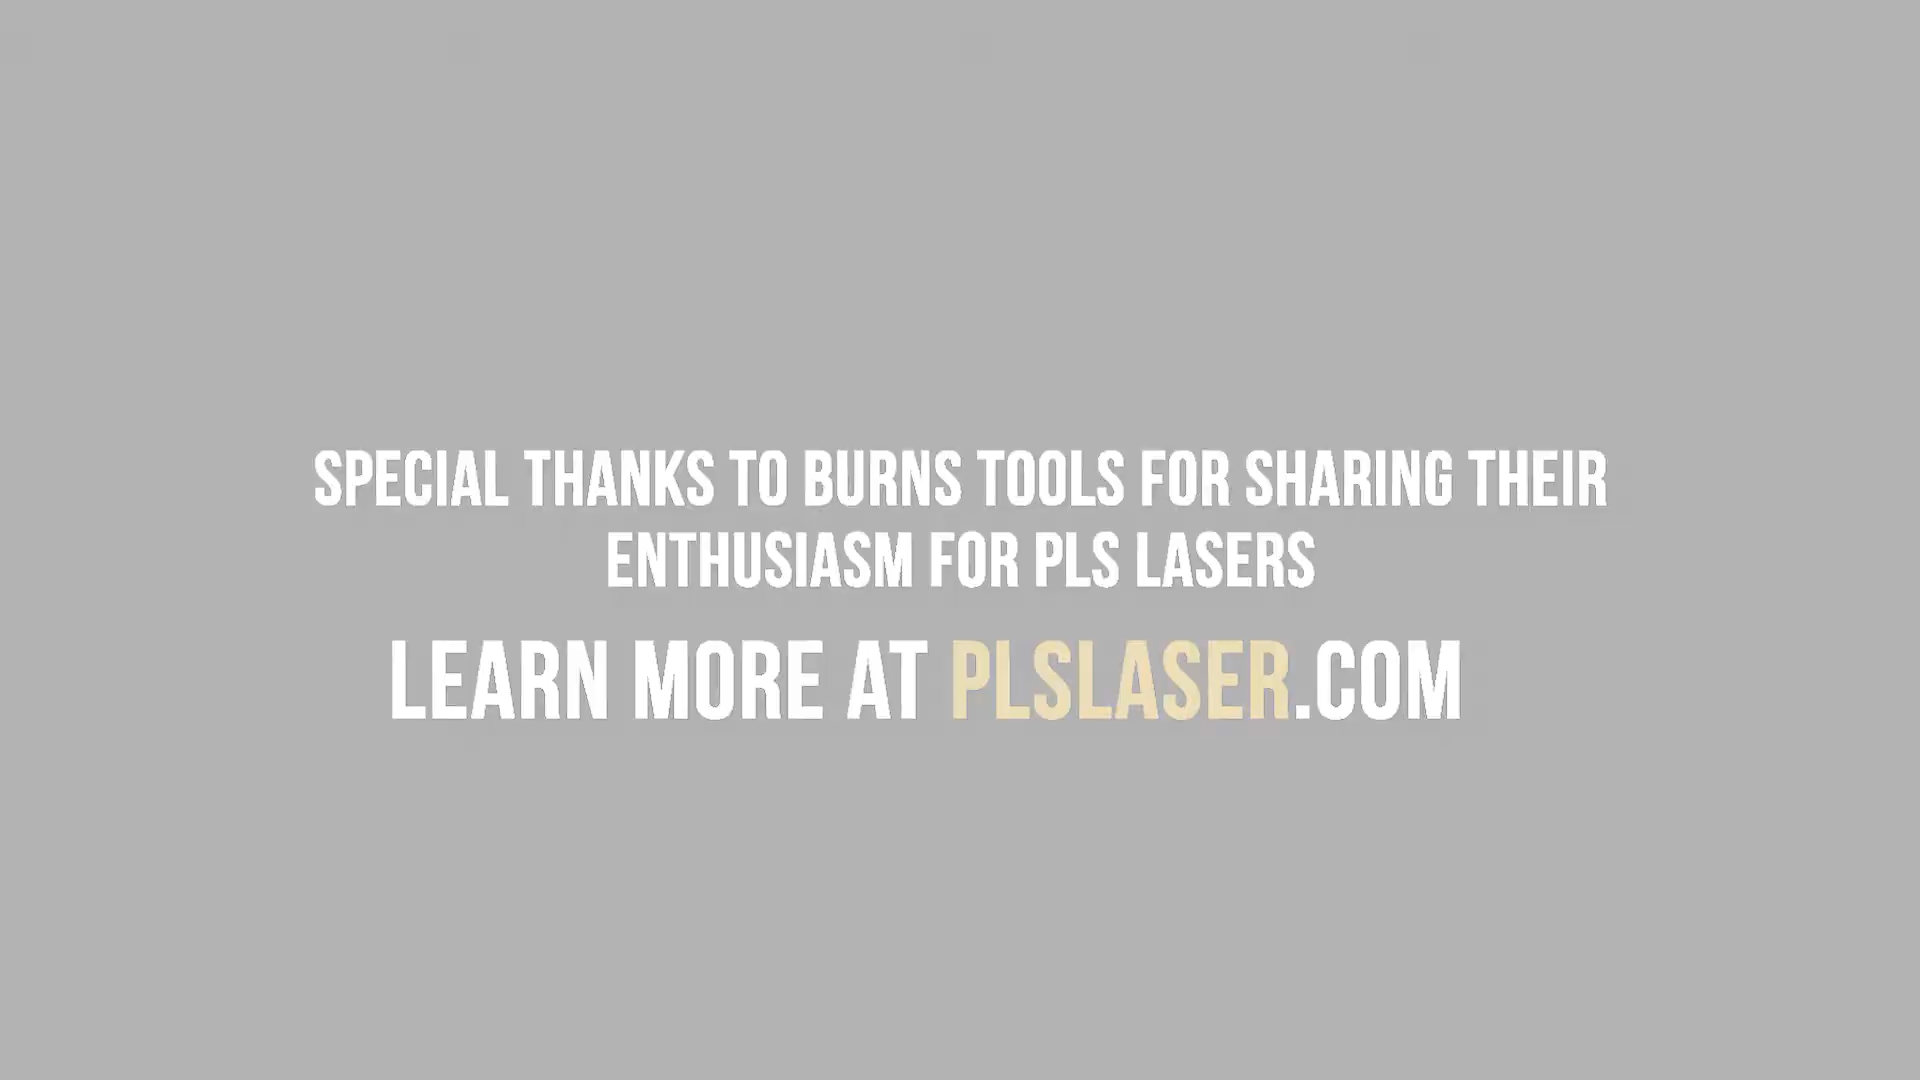 SPECIAL THANKS TO BURNS TOOLS FOR SHARING THEIR
ENTHUSIASM FOR PLS LASERS
LEARN MORE AT PLSLASER.COM